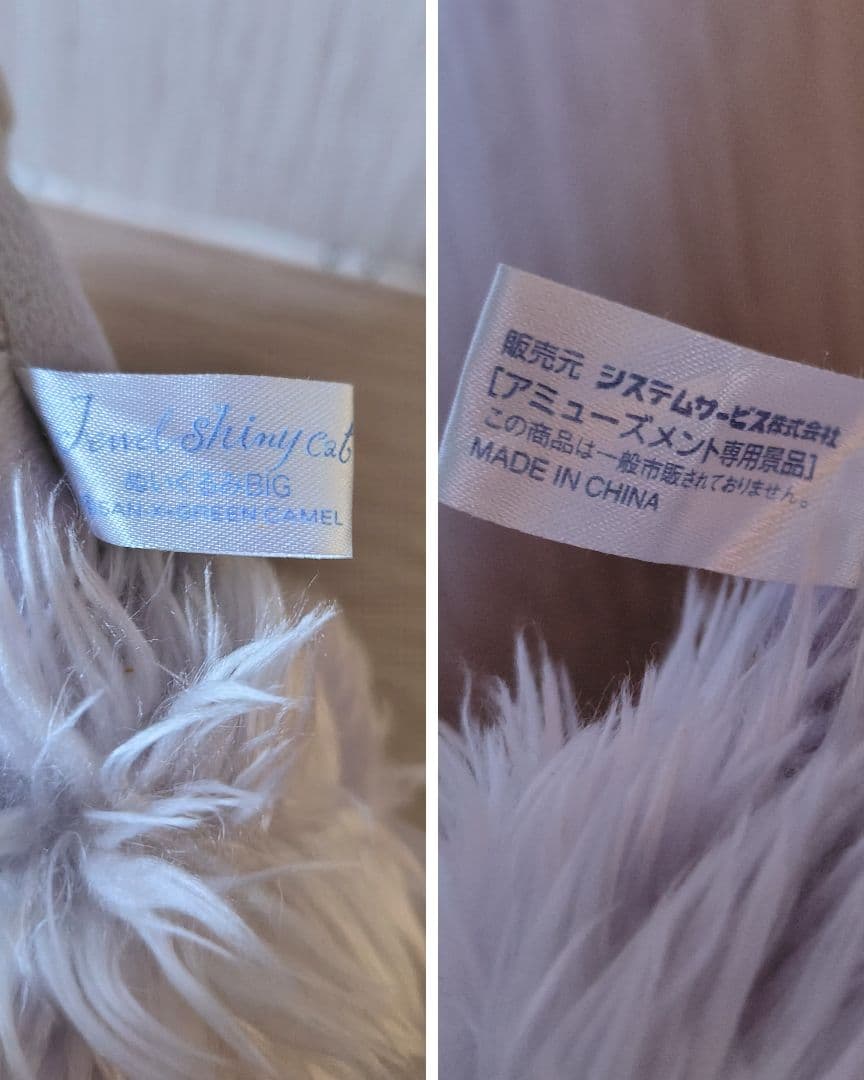 Jewel shiny cat
ぬいぐるみBIG
SAN-X•GREEN CAMEL
販売元 システムサービス株式会社
[アミューズメント専用景品]
この商品は一般市販されておりません。
MADE IN CHINA